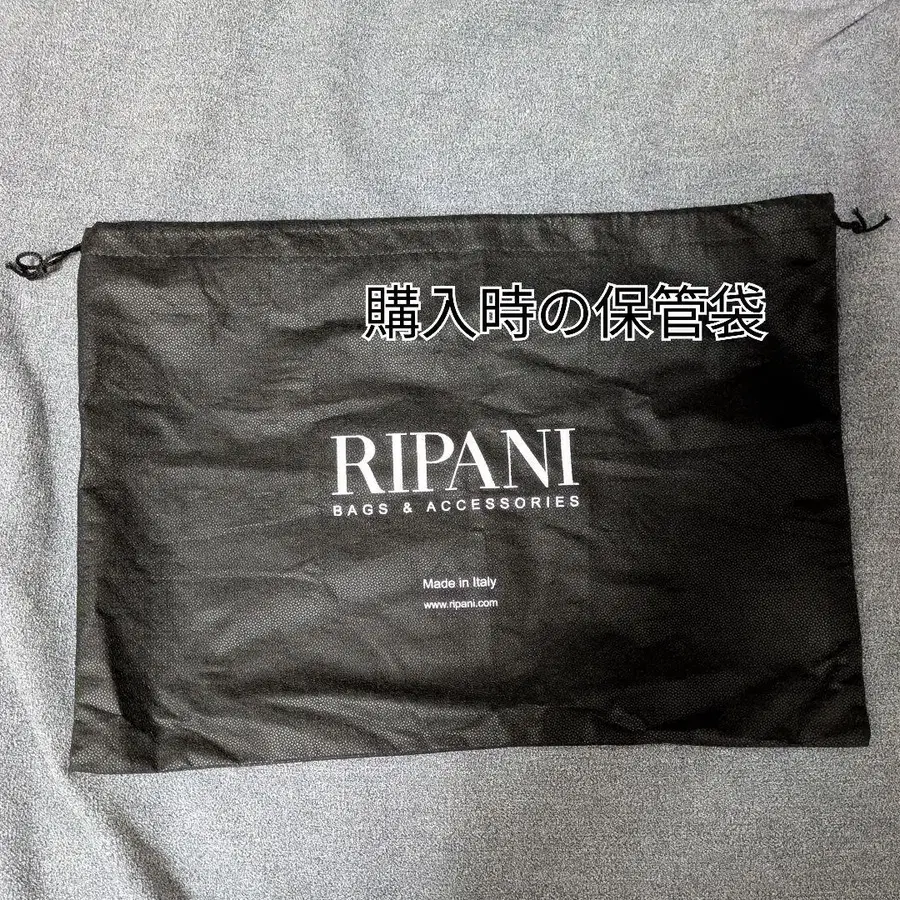 購入時の保管袋
RIPANI
BAGS & ACCESSORIES
Made in Italy
www.ripani.com